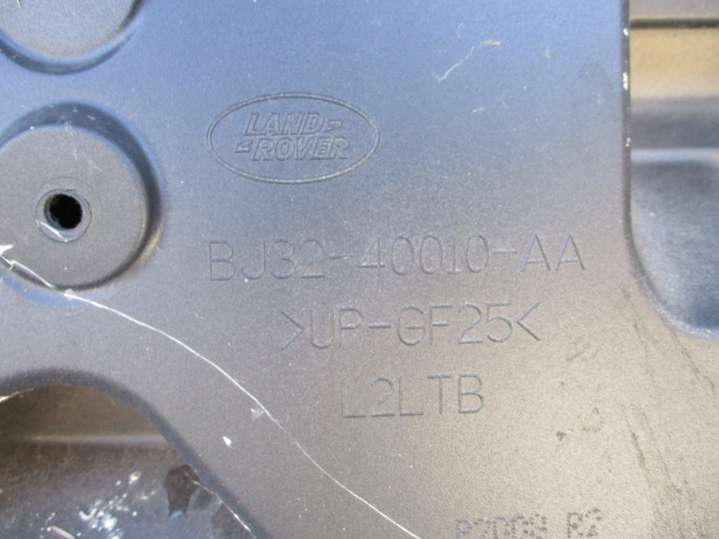 LAND
ROVER
BJ32-40010-AA
>UP-GF25<
L2LTB